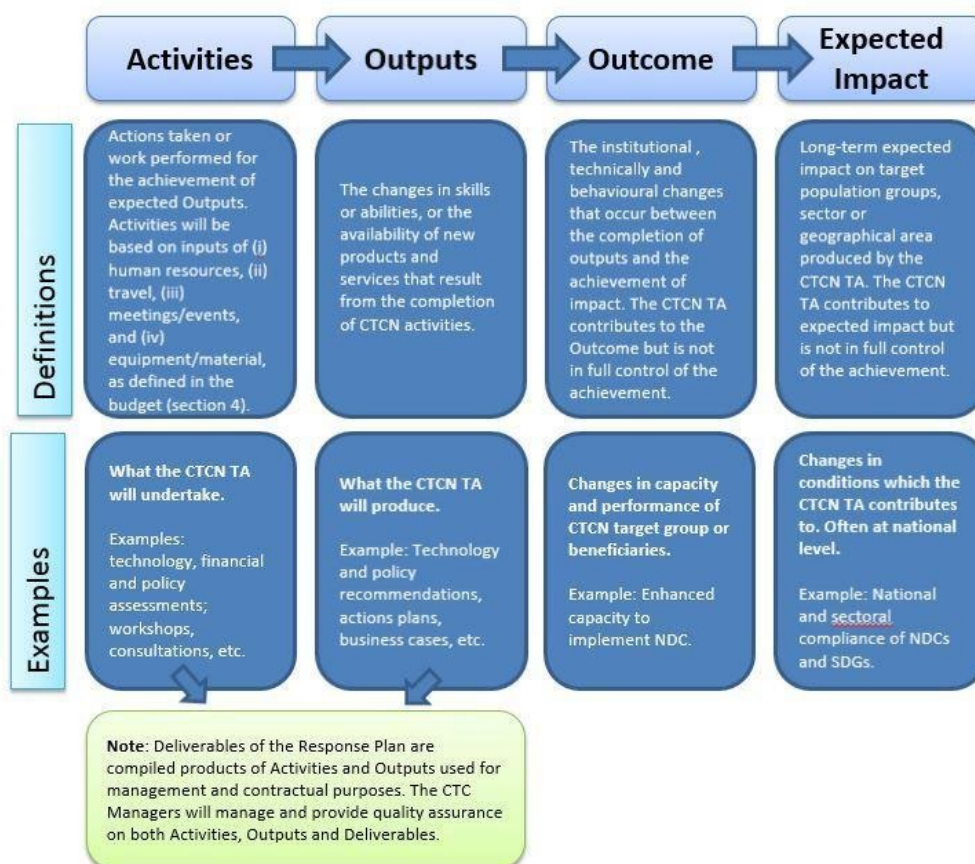 Activities
Outputs
Outcome
Expected
Impact
Definitions
Actions taken or
work performed for
the achievement of
expected Outputs.
Activities will be
based on inputs of (i)
human resources, (ii)
travel, (iii)
meetings/events,
and (iv)
equipment/material,
as defined in the
budget (section 4).
The changes in skills
or abilities, or the
availability of new
products and
services that result
from the completion
of CTCN activities.
The institutional ,
technically and
behavioural changes
that occur between
the completion of
outputs and the
achievement of
impact. The CTCN TA
contributes to the
Outcome but is not
in full control of the
achievement.
Long-term expected
impact on target
population groups,
sector or
geographical area
produced by the
CTCN TA. The CTCN
TA contributes to
expected impact but
is not in full control
of the achievement.
Examples
What the CTCN TA
will undertake.
Examples:
technology, financial
and policy
assessments;
workshops,
consultations, etc.
What the CTCN TA
will produce.
Example: Technology
and policy
recommendations,
actions plans,
business cases, etc.
Changes in capacity
and performance of
CTCN target group or
beneficiaries.
Example: Enhanced
capacity to
implement NDC.
Changes in
conditions which the
CTCN TA contributes
to. Often at national
level.
Example: National
and sectoral
compliance of NDCs
and SDGs.
Note: Deliverables of the Response Plan are
compiled products of Activities and Outputs used for
management and contractual purposes. The CTC
Managers will manage and provide quality assurance
on both Activities, Outputs and Deliverables.